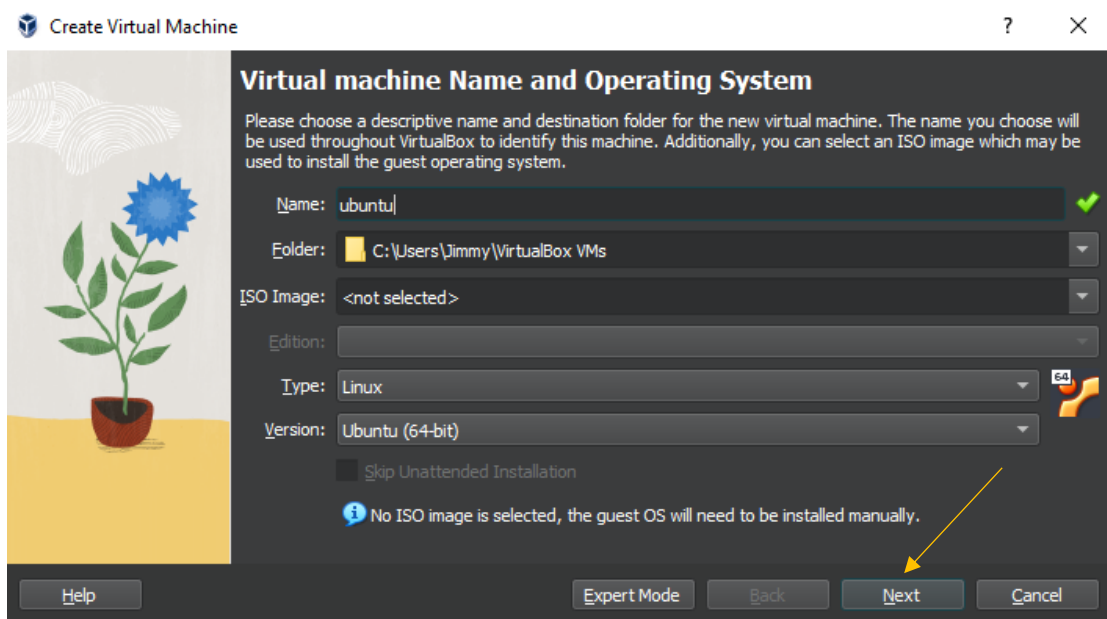 Create Virtual Machine
?
Virtual machine Name and Operating System
Please choose a descriptive name and destination folder for the new virtual machine. The name you choose will
be used throughout VirtualBox to identify this machine. Additionally, you can select an ISO image which may be
used to install the guest operating system.
Name: ubuntu
Folder: C:\Users\Jimmy\VirtualBox VMs
ISO Image: <not selected>
Edition:
Type: Linux
64
Version: Ubuntu (64-bit)
Skip Unattended Installation
No ISO image is selected, the guest OS will need to be installed manually.
Help Expert Mode Back Next Cancel